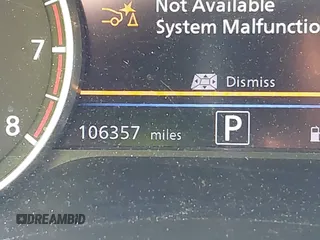 Not Available
System Malfunctio
7
Dismiss
8
106357 miles
P
DREAMBID